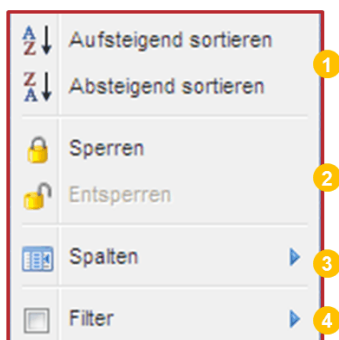 Aufsteigend sortieren
1
Absteigend sortieren
Sperren
2
Entsperren
Spalten
3
Filter
4